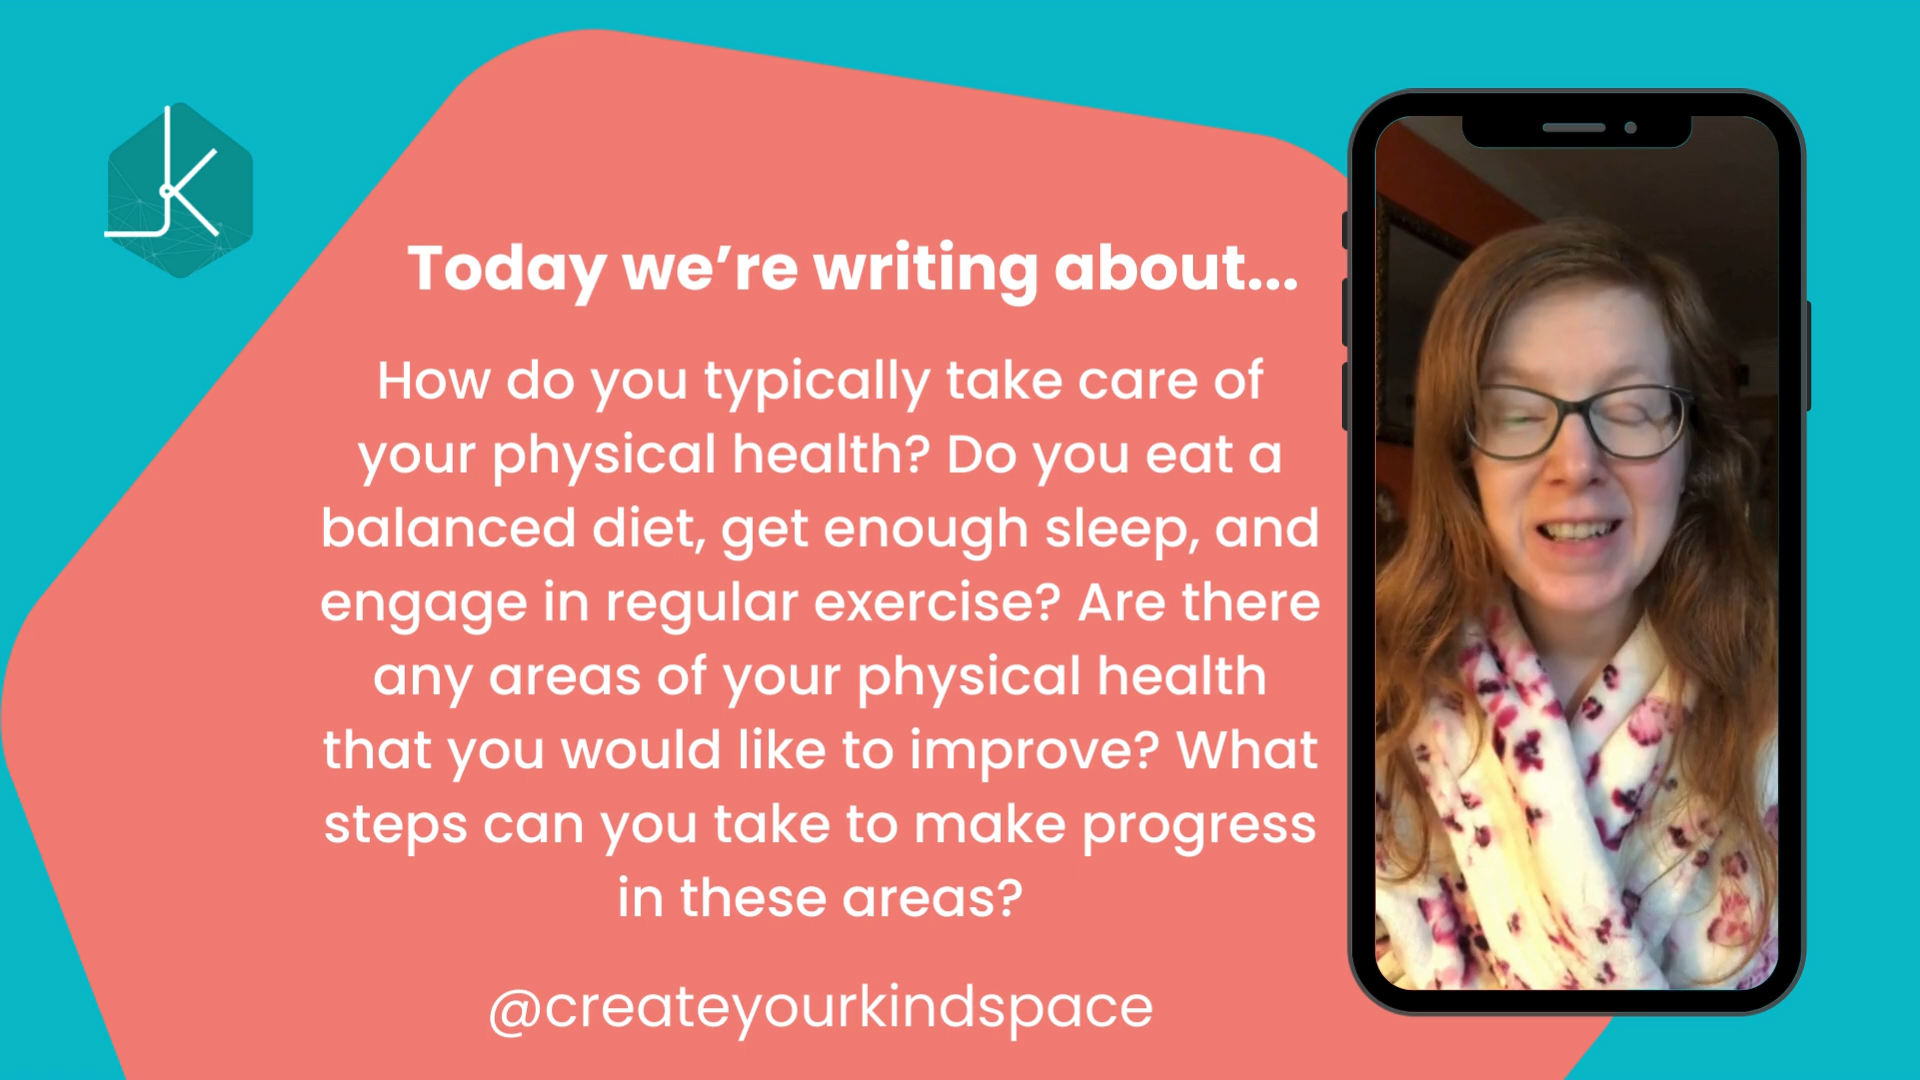 Today we’re writing about...
How do you typically take care of
your physical health? Do you eat a
balanced diet, get enough sleep, and
engage in regular exercise? Are there
any areas of your physical health
that you would like to improve? What
steps can you take to make progress
in these areas?
@createyourkindspace